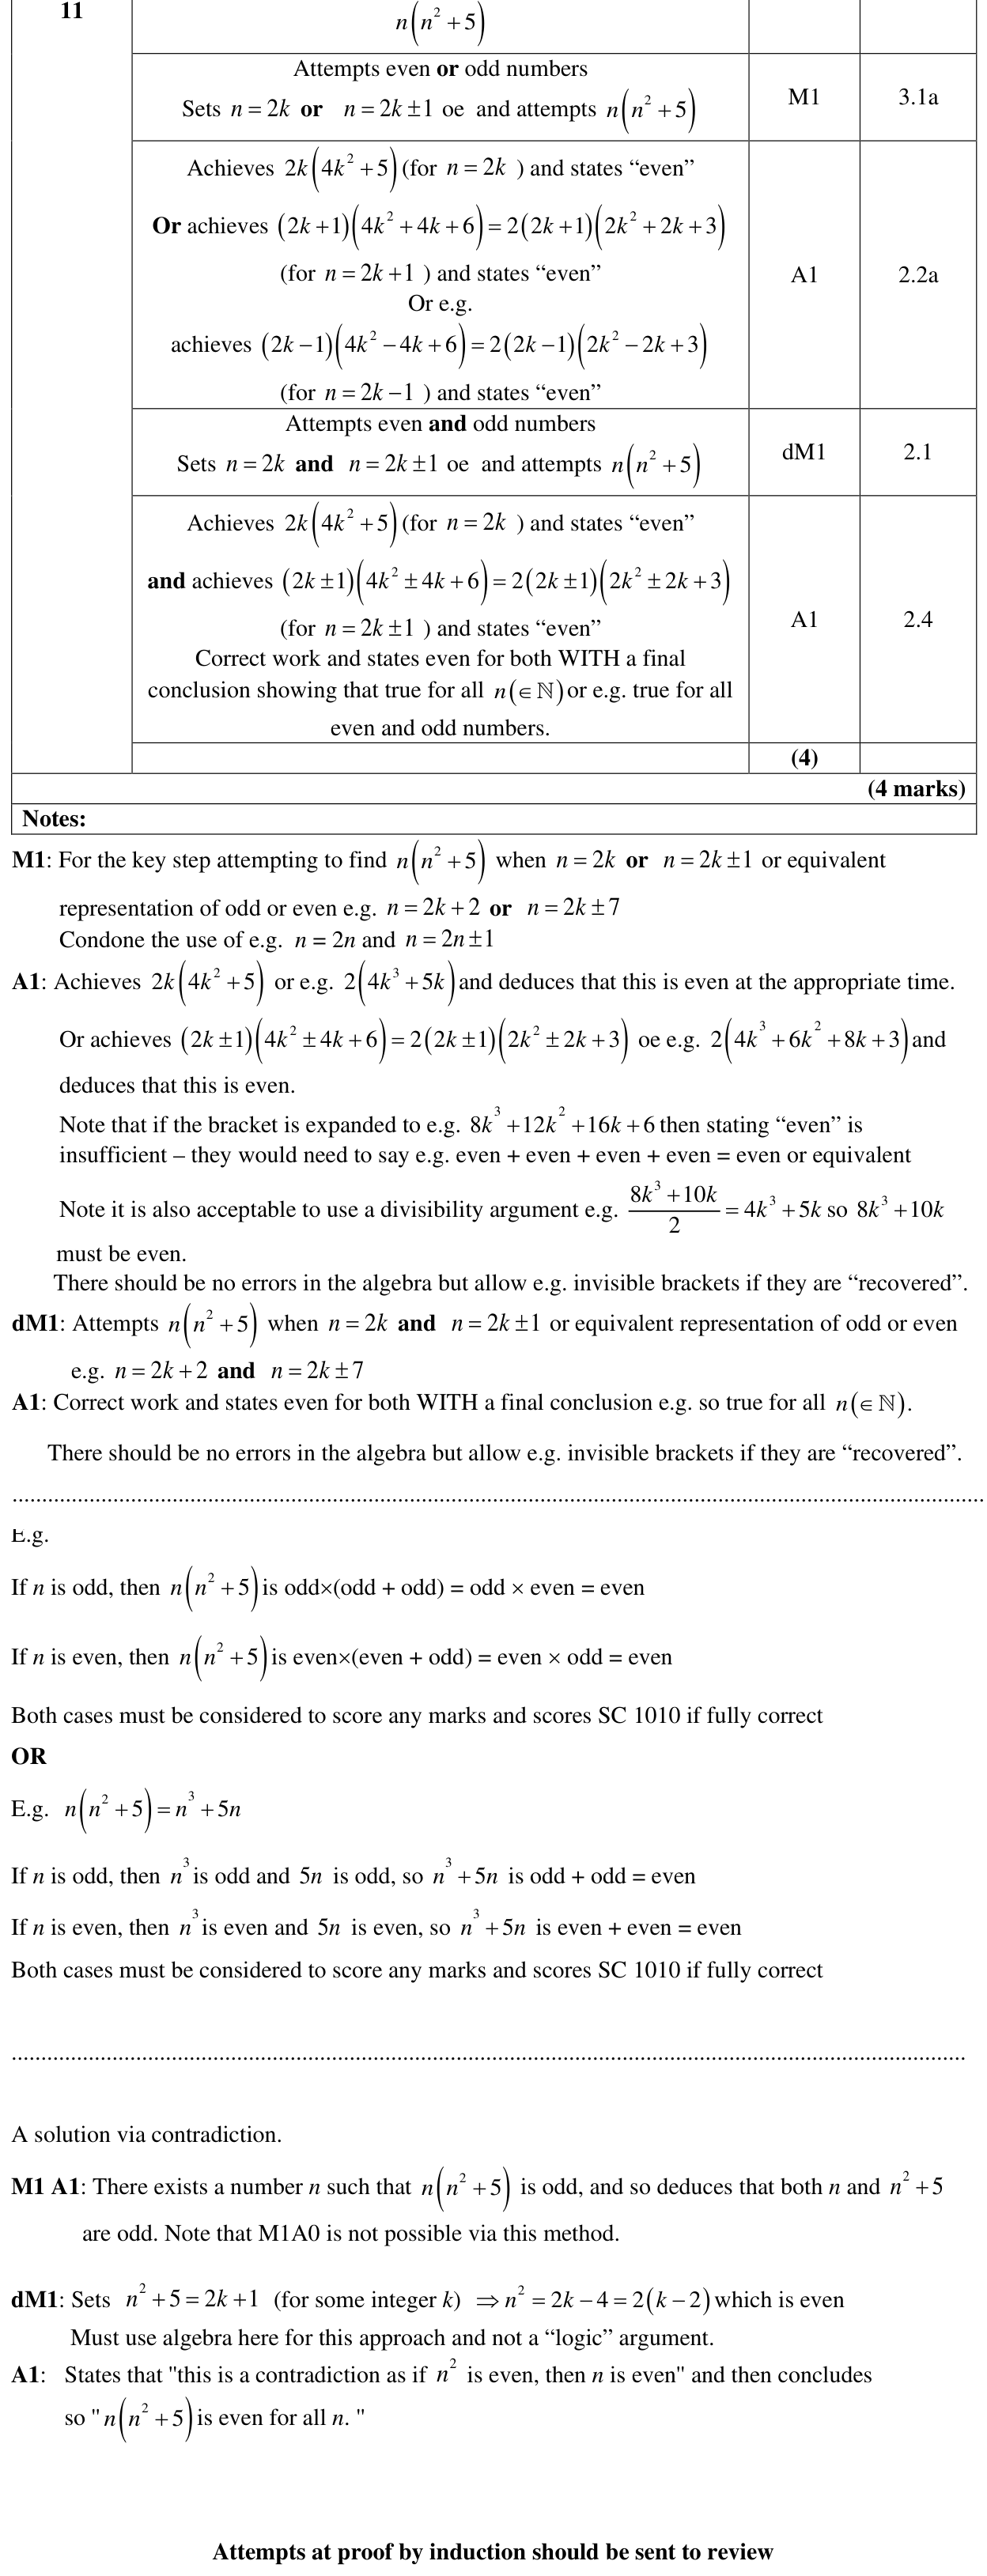 11
n(n² + 5)
Attempts even or odd numbers
Sets n = 2k or n = 2k ± 1 oe and attempts n(n² + 5)
M1
3.1a
Achieves 2k(4k² + 5) (for n = 2k ) and states “even”
Or achieves (2k + 1)(4k² + 4k + 6) = 2(2k + 1)(2k² + 2k + 3)
(for n = 2k + 1 ) and states “even”
Or e.g.
achieves (2k − 1)(4k² − 4k + 6) = 2(2k − 1)(2k² − 2k + 3)
(for n = 2k − 1 ) and states “even”
A1
2.2a
Attempts even and odd numbers
Sets n = 2k and n = 2k ± 1 oe and attempts n(n² + 5)
dM1
2.1
Achieves 2k(4k² + 5) (for n = 2k ) and states “even”
and achieves (2k ± 1)(4k² ± 4k + 6) = 2(2k ± 1)(2k² ± 2k + 3)
(for n = 2k ± 1 ) and states “even”
Correct work and states even for both WITH a final
conclusion showing that true for all n(∈ ℕ) or e.g. true for all
even and odd numbers.
A1
2.4
(4)
(4 marks)
Notes:
M1: For the key step attempting to find n(n² + 5) when n = 2k or n = 2k ± 1 or equivalent
representation of odd or even e.g. n = 2k + 2 or n = 2k ± 7
Condone the use of e.g. n = 2n and n = 2n ± 1
A1: Achieves 2k(4k² + 5) or e.g. 2(4k³ + 5k) and deduces that this is even at the appropriate time.
Or achieves (2k ± 1)(4k² ± 4k + 6) = 2(2k ± 1)(2k² ± 2k + 3) oe e.g. 2(4k³ + 6k² + 8k + 3) and
deduces that this is even.
Note that if the bracket is expanded to e.g. 8k³ + 12k² + 16k + 6 then stating “even” is
insufficient – they would need to say e.g. even + even + even + even = even or equivalent
Note it is also acceptable to use a divisibility argument e.g. (8k³ + 10k)/2 = 4k³ + 5k so 8k³ + 10k
must be even.
There should be no errors in the algebra but allow e.g. invisible brackets if they are “recovered”.
dM1: Attempts n(n² + 5) when n = 2k and n = 2k ± 1 or equivalent representation of odd or even
e.g. n = 2k + 2 and n = 2k ± 7
A1: Correct work and states even for both WITH a final conclusion e.g. so true for all n(∈ ℕ).
There should be no errors in the algebra but allow e.g. invisible brackets if they are “recovered”.
E.g.
If n is odd, then n(n² + 5) is odd×(odd + odd) = odd × even = even
If n is even, then n(n² + 5) is even×(even + odd) = even × odd = even
Both cases must be considered to score any marks and scores SC 1010 if fully correct
OR
E.g. n(n² + 5) = n³ + 5n
If n is odd, then n³ is odd and 5n is odd, so n³ + 5n is odd + odd = even
If n is even, then n³ is even and 5n is even, so n³ + 5n is even + even = even
Both cases must be considered to score any marks and scores SC 1010 if fully correct
A solution via contradiction.
M1 A1: There exists a number n such that n(n² + 5) is odd, and so deduces that both n and n² + 5
are odd. Note that M1A0 is not possible via this method.
dM1: Sets n² + 5 = 2k + 1 (for some integer k) ⇒ n² = 2k − 4 = 2(k − 2) which is even
Must use algebra here for this approach and not a “logic” argument.
A1: States that "this is a contradiction as if n² is even, then n is even" and then concludes
so "n(n² + 5) is even for all n. "
Attempts at proof by induction should be sent to review